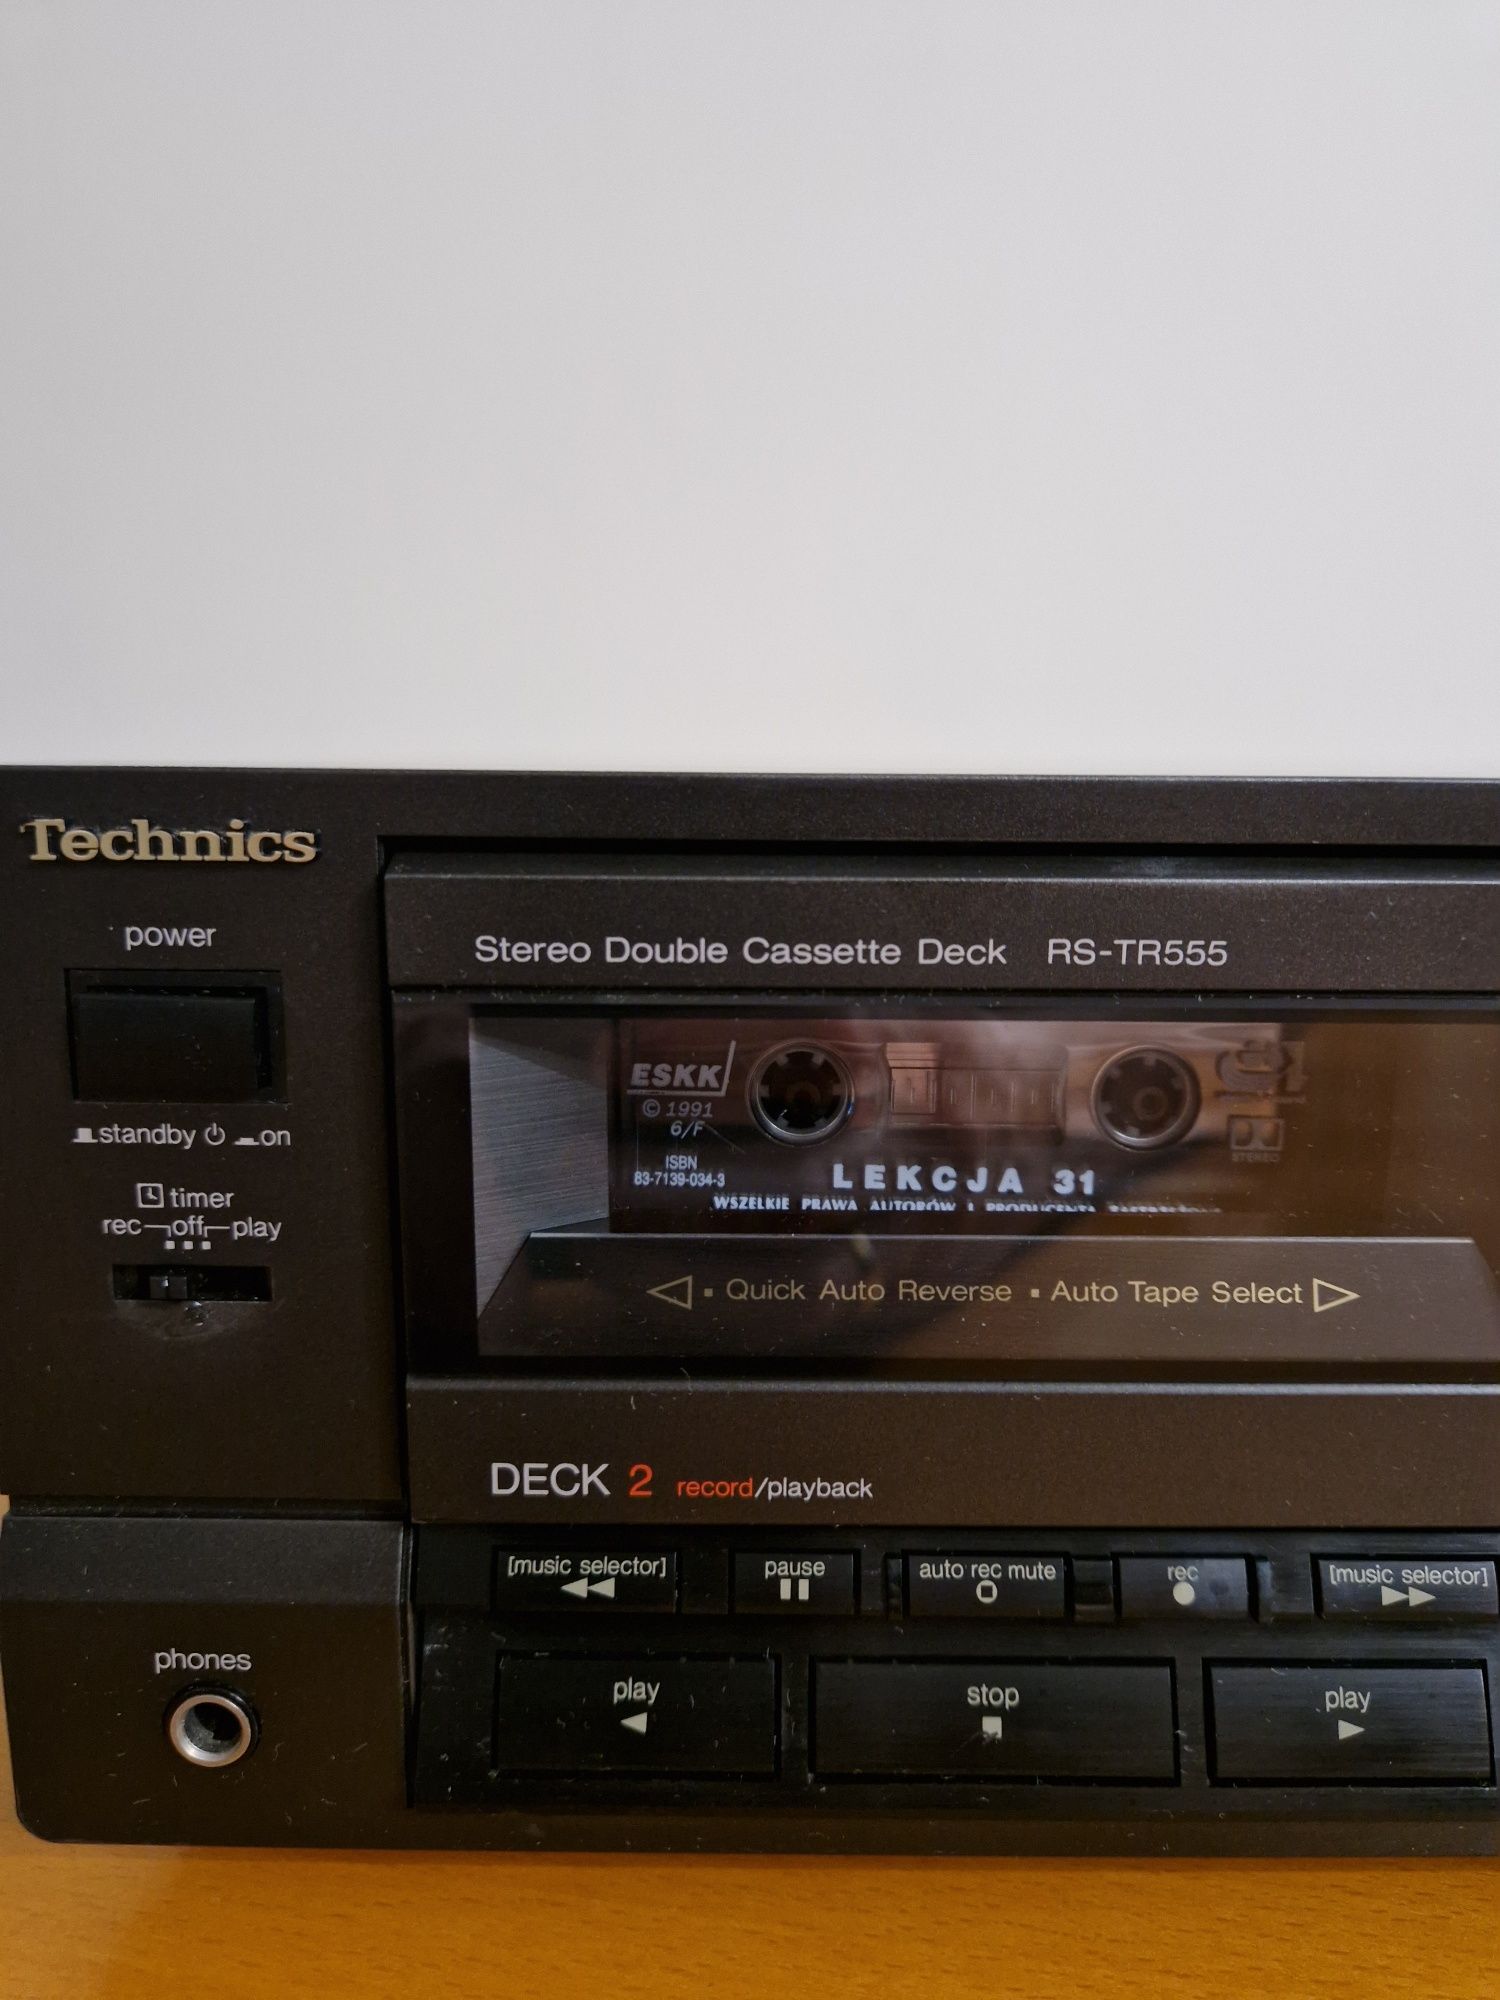 Technics
power
standby on
timer
rec off play
Stereo Double Cassette Deck RS-TR555
ESKK
© 1991
6/F
ISBN
83-7139-034-3
STEREO
LEKCJA 31
WSZELKIE PRAWA AUTORÓW I PRODUCENTA ZASTRZEŻONE
Quick Auto Reverse ▪ Auto Tape Select
DECK 2 record/playback
[music selector] pause auto rec mute rec [music selector]
phones
play stop play